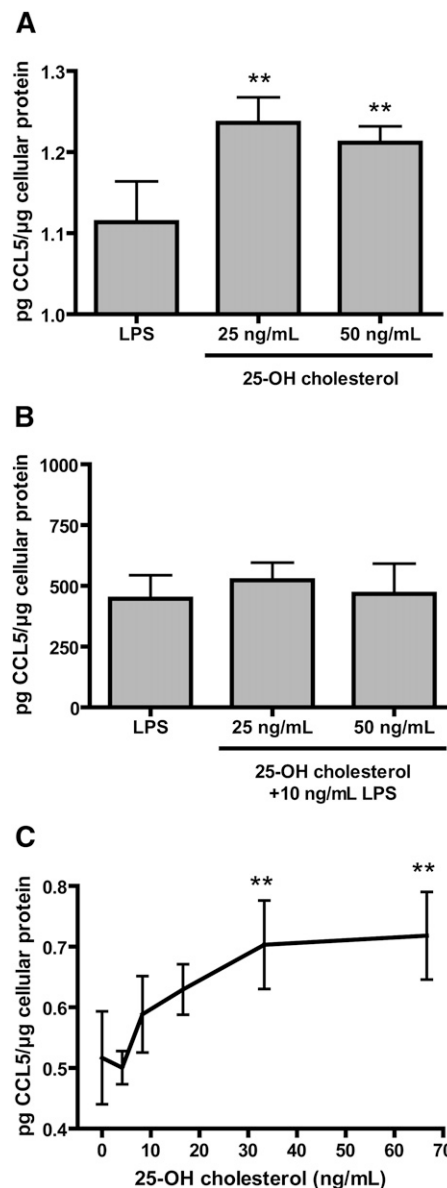 A
pg CCL5/µg cellular protein
1.3
1.2
1.1
1.0
** **
LPS 25 ng/mL 50 ng/mL
25-OH cholesterol
B
pg CCL5/µg cellular protein
1000
750
500
250
0
LPS 25 ng/mL 50 ng/mL
25-OH cholesterol
+10 ng/mL LPS
C
pg CCL5/µg cellular protein
0.8
0.7
0.6
0.5
0.4
** **
0 10 20 30 40 50 60 70
25-OH cholesterol (ng/mL)